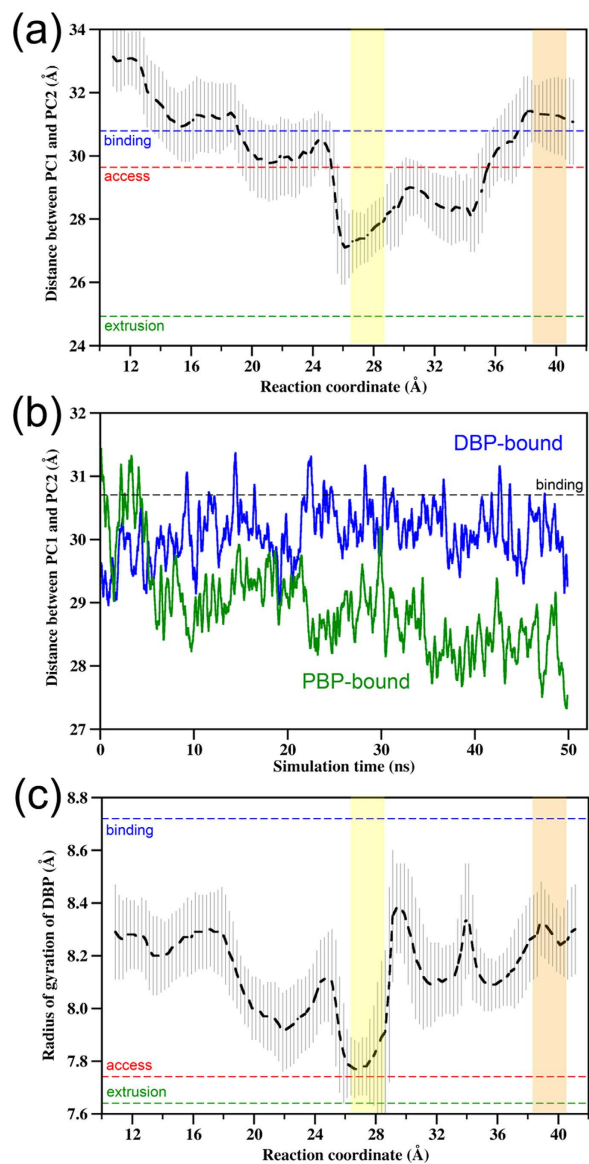 (a)
Distance between PC1 and PC2 (Å)
34
32
30
28
26
24
binding
access
extrusion
12 16 20 24 28 32 36 40
Reaction coordinate (Å)
(b)
Distance between PC1 and PC2 (Å)
32
31
30
29
28
27
DBP-bound
binding
PBP-bound
0 10 20 30 40 50
Simulation time (ns)
(c)
Radius of gyration of DBP (Å)
8.8
8.6
8.4
8.2
8.0
7.8
7.6
binding
access
extrusion
12 16 20 24 28 32 36 40
Reaction coordinate (Å)